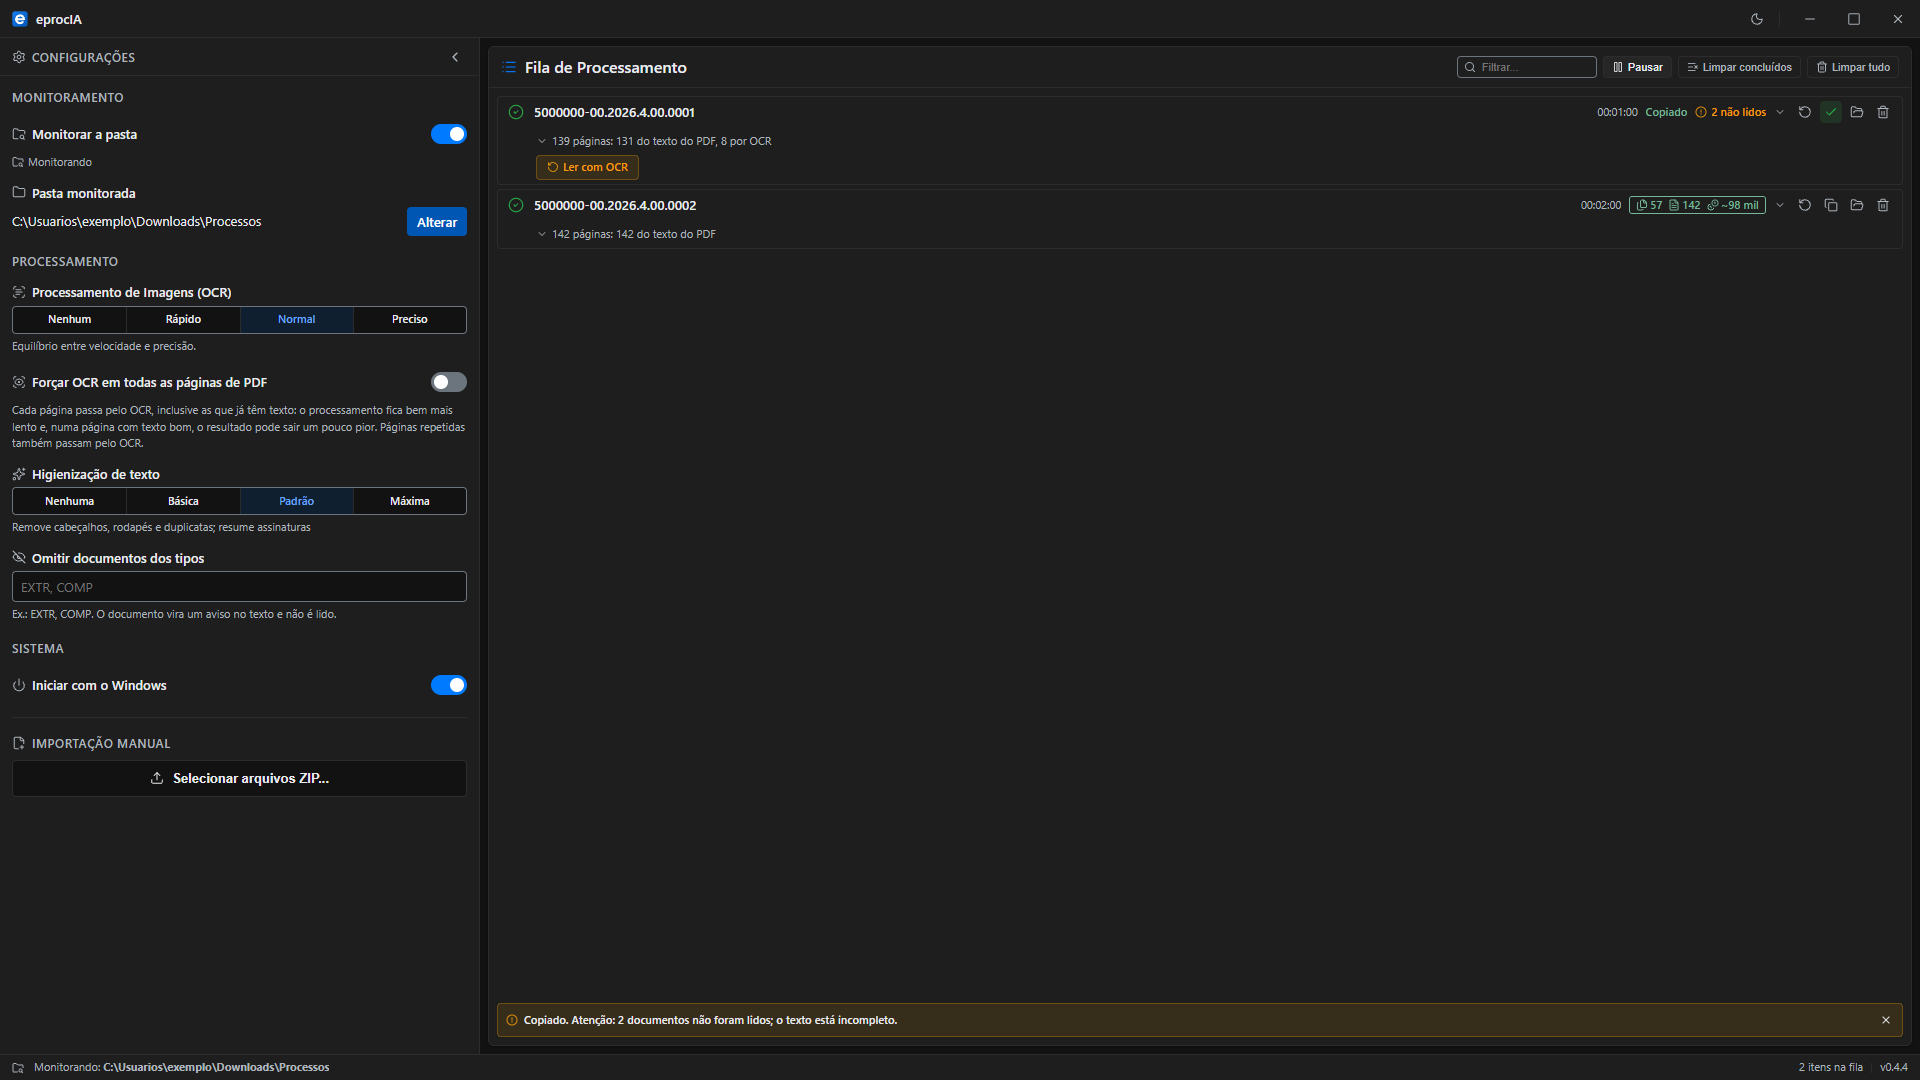 eprocIA
CONFIGURAÇÕES
MONITORAMENTO
Monitorar a pasta
Monitorando
Pasta monitorada
C:\Usuarios\exemplo\Downloads\Processos
Alterar
PROCESSAMENTO
Processamento de Imagens (OCR)
Nenhum Rápido Normal Preciso
Equilíbrio entre velocidade e precisão.
Forçar OCR em todas as páginas de PDF
Cada página passa pelo OCR, inclusive as que já têm texto: o processamento fica bem mais
lento e, numa página com texto bom, o resultado pode sair um pouco pior. Páginas repetidas
também passam pelo OCR.
Higienização de texto
Nenhuma Básica Padrão Máxima
Remove cabeçalhos, rodapés e duplicatas; resume assinaturas
Omitir documentos dos tipos
EXTR, COMP
Ex.: EXTR, COMP. O documento vira um aviso no texto e não é lido.
SISTEMA
Iniciar com o Windows
IMPORTAÇÃO MANUAL
Selecionar arquivos ZIP...
Fila de Processamento
Filtrar...
Pausar
Limpar concluídos
Limpar tudo
5000000-00.2026.4.00.0001
00:01:00 Copiado 2 não lidos
139 páginas: 131 do texto do PDF, 8 por OCR
Ler com OCR
5000000-00.2026.4.00.0002
00:02:00 57 142 ~98 mil
142 páginas: 142 do texto do PDF
Copiado. Atenção: 2 documentos não foram lidos; o texto está incompleto.
Monitorando: C:\Usuarios\exemplo\Downloads\Processos
2 itens na fila
v0.4.4